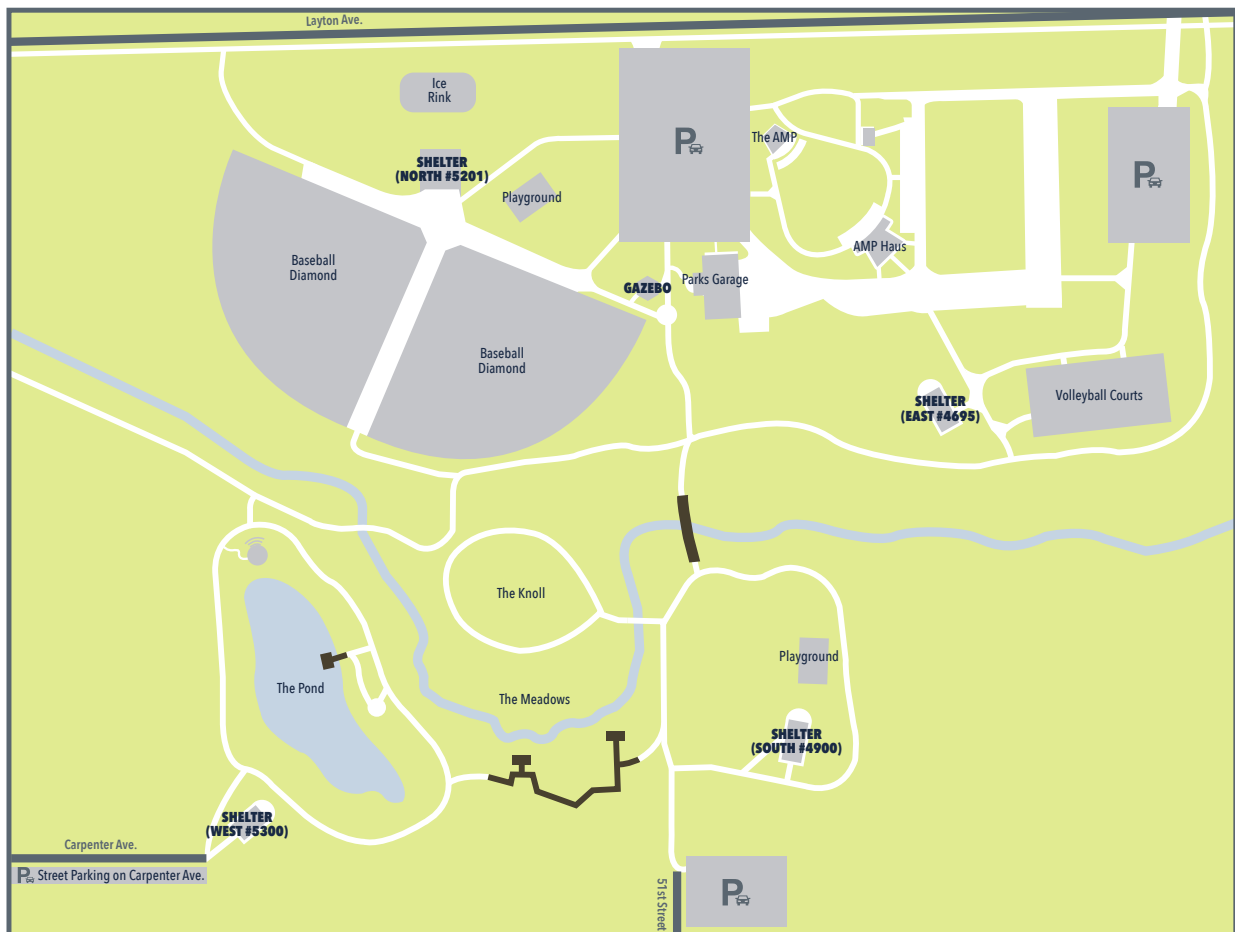 Layton Ave.
Ice
Rink
P
The AMP
P
SHELTER
(NORTH #5201)
Playground
AMP Haus
Baseball
Diamond
GAZEBO
Parks Garage
Baseball
Diamond
SHELTER
(EAST #4695)
Volleyball Courts
The Knoll
Playground
The Pond
The Meadows
SHELTER
(SOUTH #4900)
SHELTER
(WEST #5300)
Carpenter Ave.
P Street Parking on Carpenter Ave.
51st Street
P